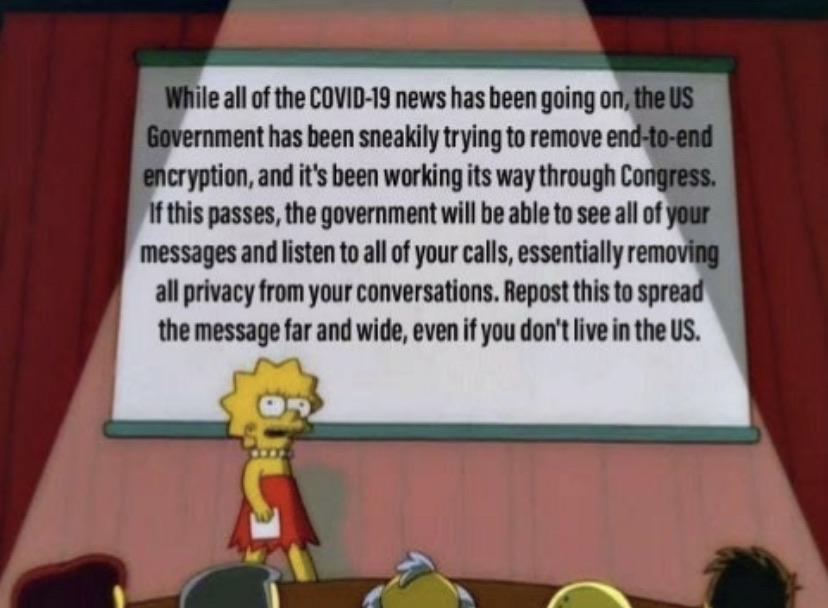 While all of the COVID-19 news has been going on, the US
Government has been sneakily trying to remove end-to-end
encryption, and it's been working its way through Congress.
If this passes, the government will be able to see all of your
messages and listen to all of your calls, essentially removing
all privacy from your conversations. Repost this to spread
the message far and wide, even if you don't live in the US.